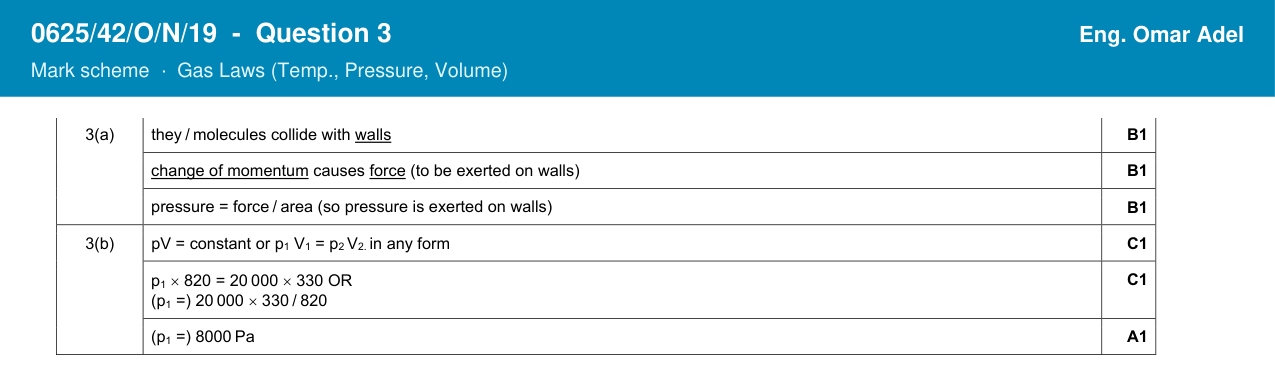 0625/42/O/N/19 - Question 3
Eng. Omar Adel
Mark scheme · Gas Laws (Temp., Pressure, Volume)
3(a) they / molecules collide with walls B1
change of momentum causes force (to be exerted on walls) B1
pressure = force / area (so pressure is exerted on walls) B1
3(b) pV = constant or p₁ V₁ = p₂ V₂. in any form C1
p₁ × 820 = 20 000 × 330 OR C1
(p₁ =) 20 000 × 330 / 820
(p₁ =) 8000 Pa A1